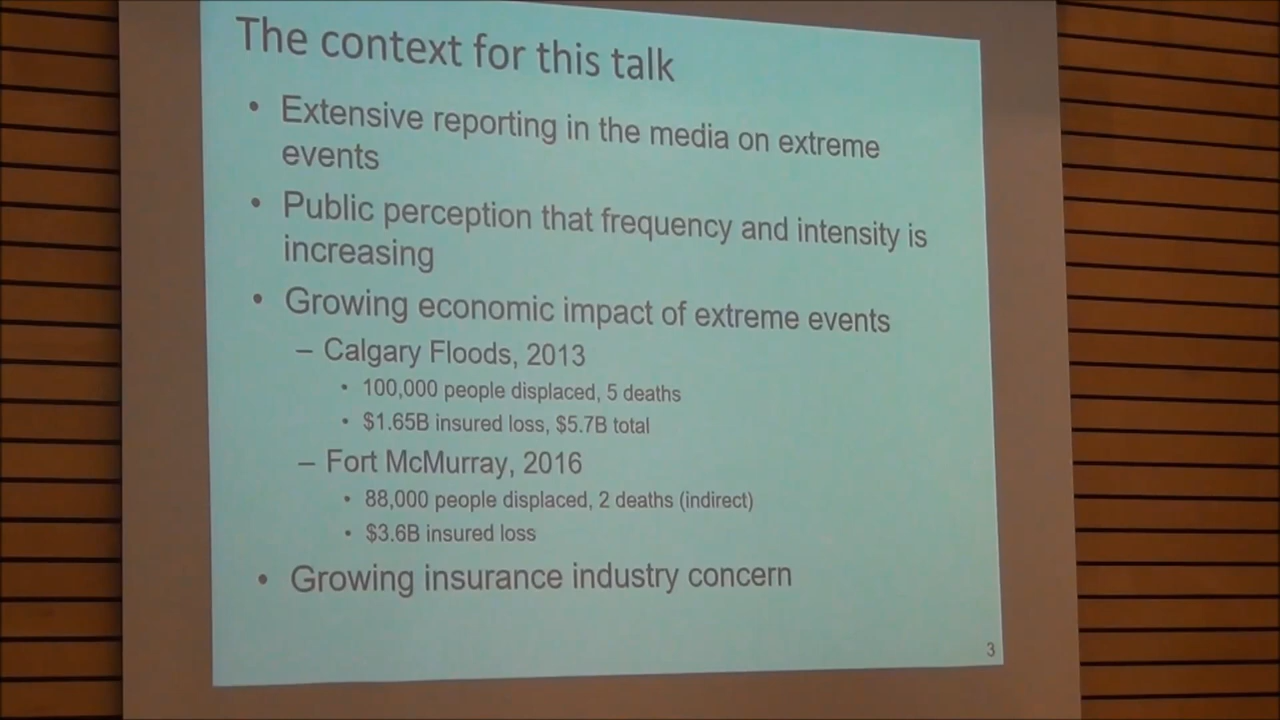 The context for this talk
• Extensive reporting in the media on extreme
events
• Public perception that frequency and intensity is
increasing
• Growing economic impact of extreme events
– Calgary Floods, 2013
• 100,000 people displaced, 5 deaths
• $1.65B insured loss, $5.7B total
– Fort McMurray, 2016
• 88,000 people displaced, 2 deaths (indirect)
• $3.6B insured loss
• Growing insurance industry concern
3